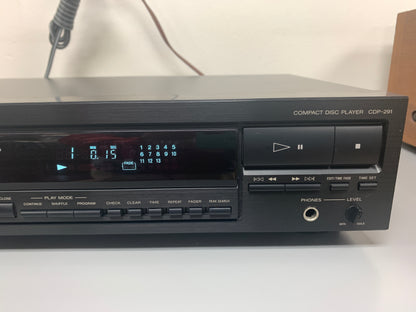 COMPACT DISC PLAYER CDP-291
1 MIN 0.15
1 2 3 4 5
6 7 8 9 10
11 12 13
FADE
PLAY MODE
CONTINUE SHUFFLE PROGRAM
CHECK CLEAR TIME REPEAT FADER PEAK SEARCH
TIME SET
PHONES LEVEL
MIN MAX